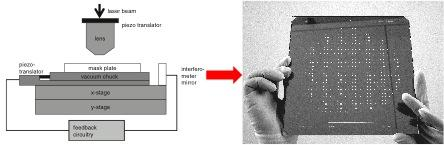 laser beam
piezo translator
lens
piezo-
translator
mask plate
vacuum chuck
interfero-
meter
mirror
x-stage
y-stage
feedback
circuitry